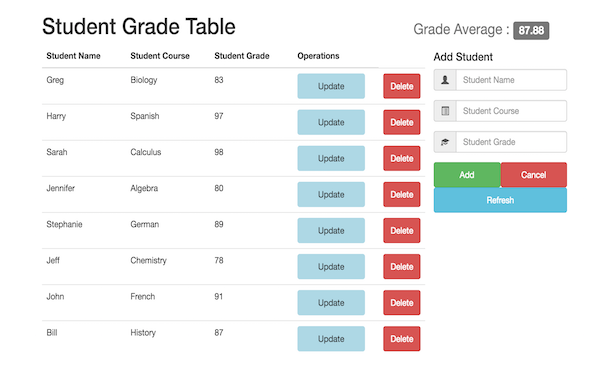 Student Grade Table
Grade Average : 87.88
Student Name Student Course Student Grade Operations
Greg Biology 83 Update Delete
Harry Spanish 97 Update Delete
Sarah Calculus 98 Update Delete
Jennifer Algebra 80 Update Delete
Stephanie German 89 Update Delete
Jeff Chemistry 78 Update Delete
John French 91 Update Delete
Bill History 87 Update Delete
Add Student
Student Name
Student Course
Student Grade
Add Cancel
Refresh